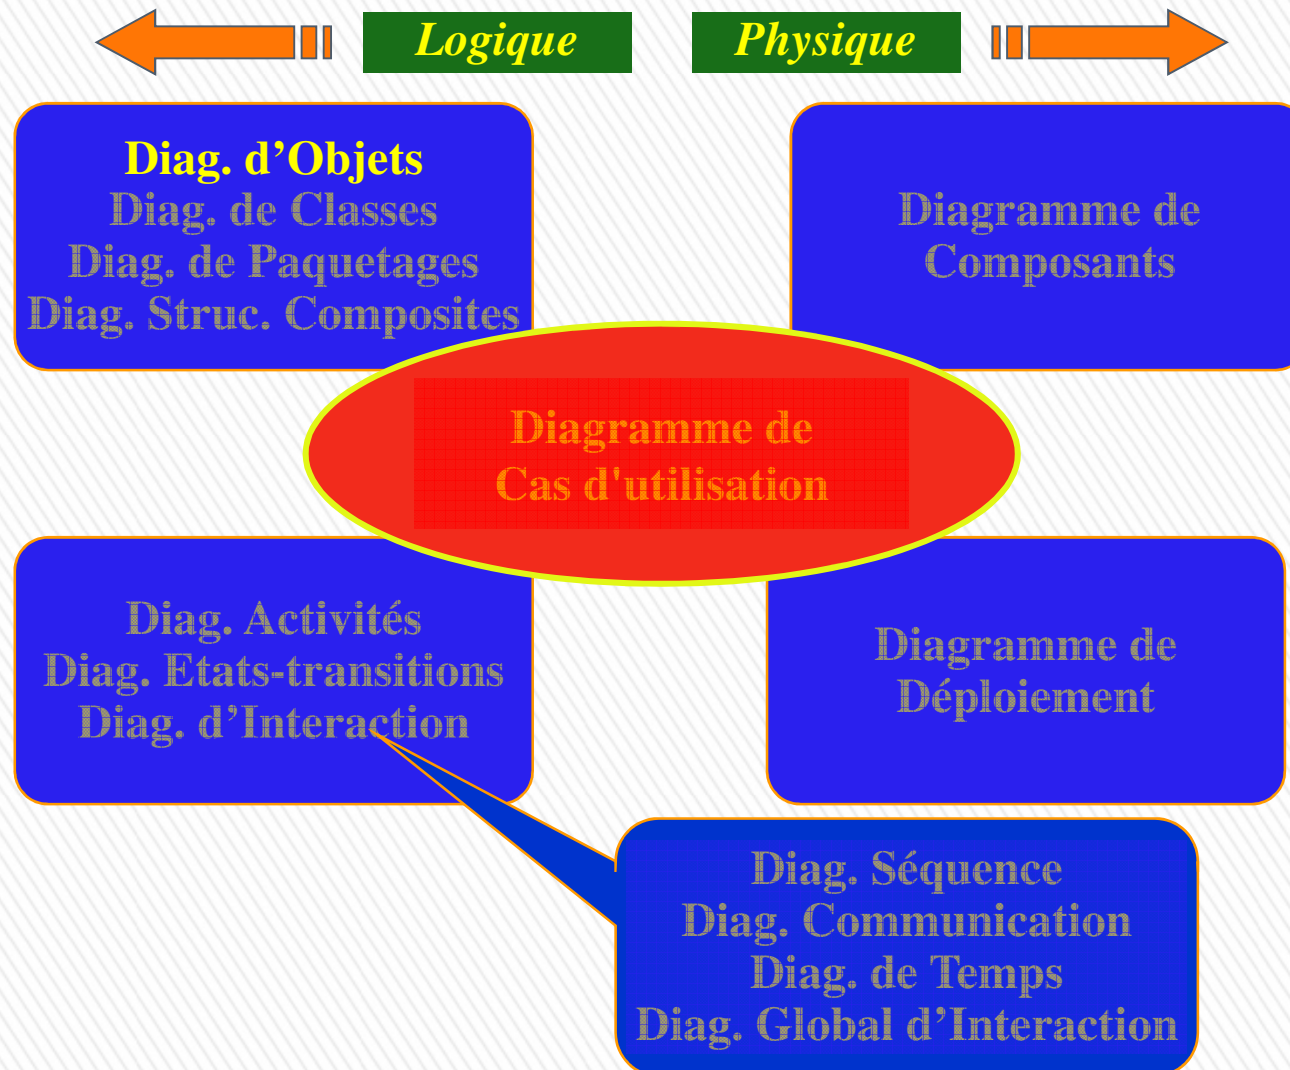 Logique
Physique
Diag. d’Objets
Diag. de Classes
Diag. de Paquetages
Diag. Struc. Composites
Diagramme de
Composants
Diagramme de
Cas d'utilisation
Diag. Activités
Diag. Etats-transitions
Diag. d’Interaction
Diagramme de
Déploiement
Diag. Séquence
Diag. Communication
Diag. de Temps
Diag. Global d’Interaction